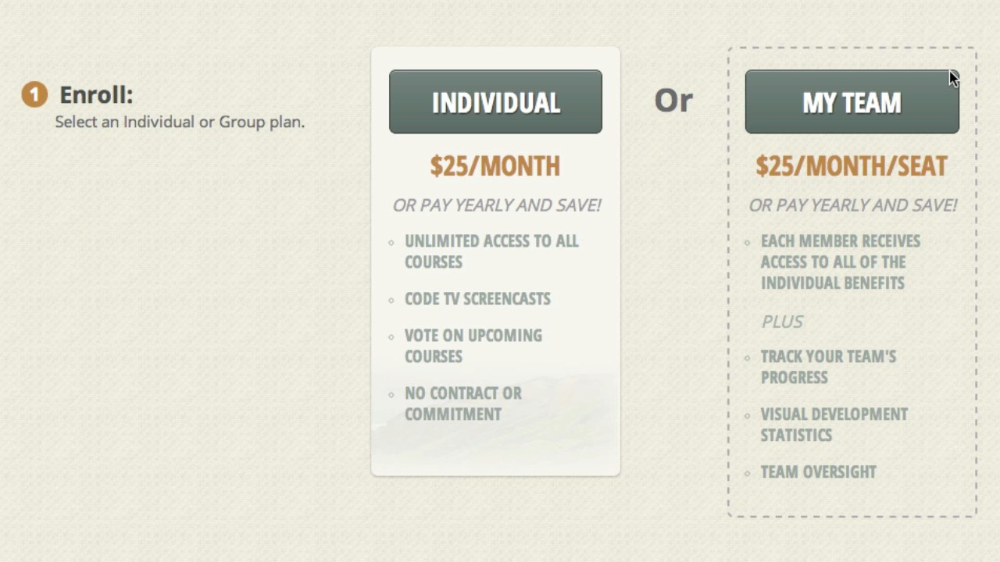 1 Enroll:
Select an Individual or Group plan.
INDIVIDUAL
$25/MONTH
OR PAY YEARLY AND SAVE!
UNLIMITED ACCESS TO ALL
COURSES
CODE TV SCREENCASTS
VOTE ON UPCOMING
COURSES
NO CONTRACT OR
COMMITMENT
Or
MY TEAM
$25/MONTH/SEAT
OR PAY YEARLY AND SAVE!
EACH MEMBER RECEIVES
ACCESS TO ALL OF THE
INDIVIDUAL BENEFITS
PLUS
TRACK YOUR TEAM'S
PROGRESS
VISUAL DEVELOPMENT
STATISTICS
TEAM OVERSIGHT